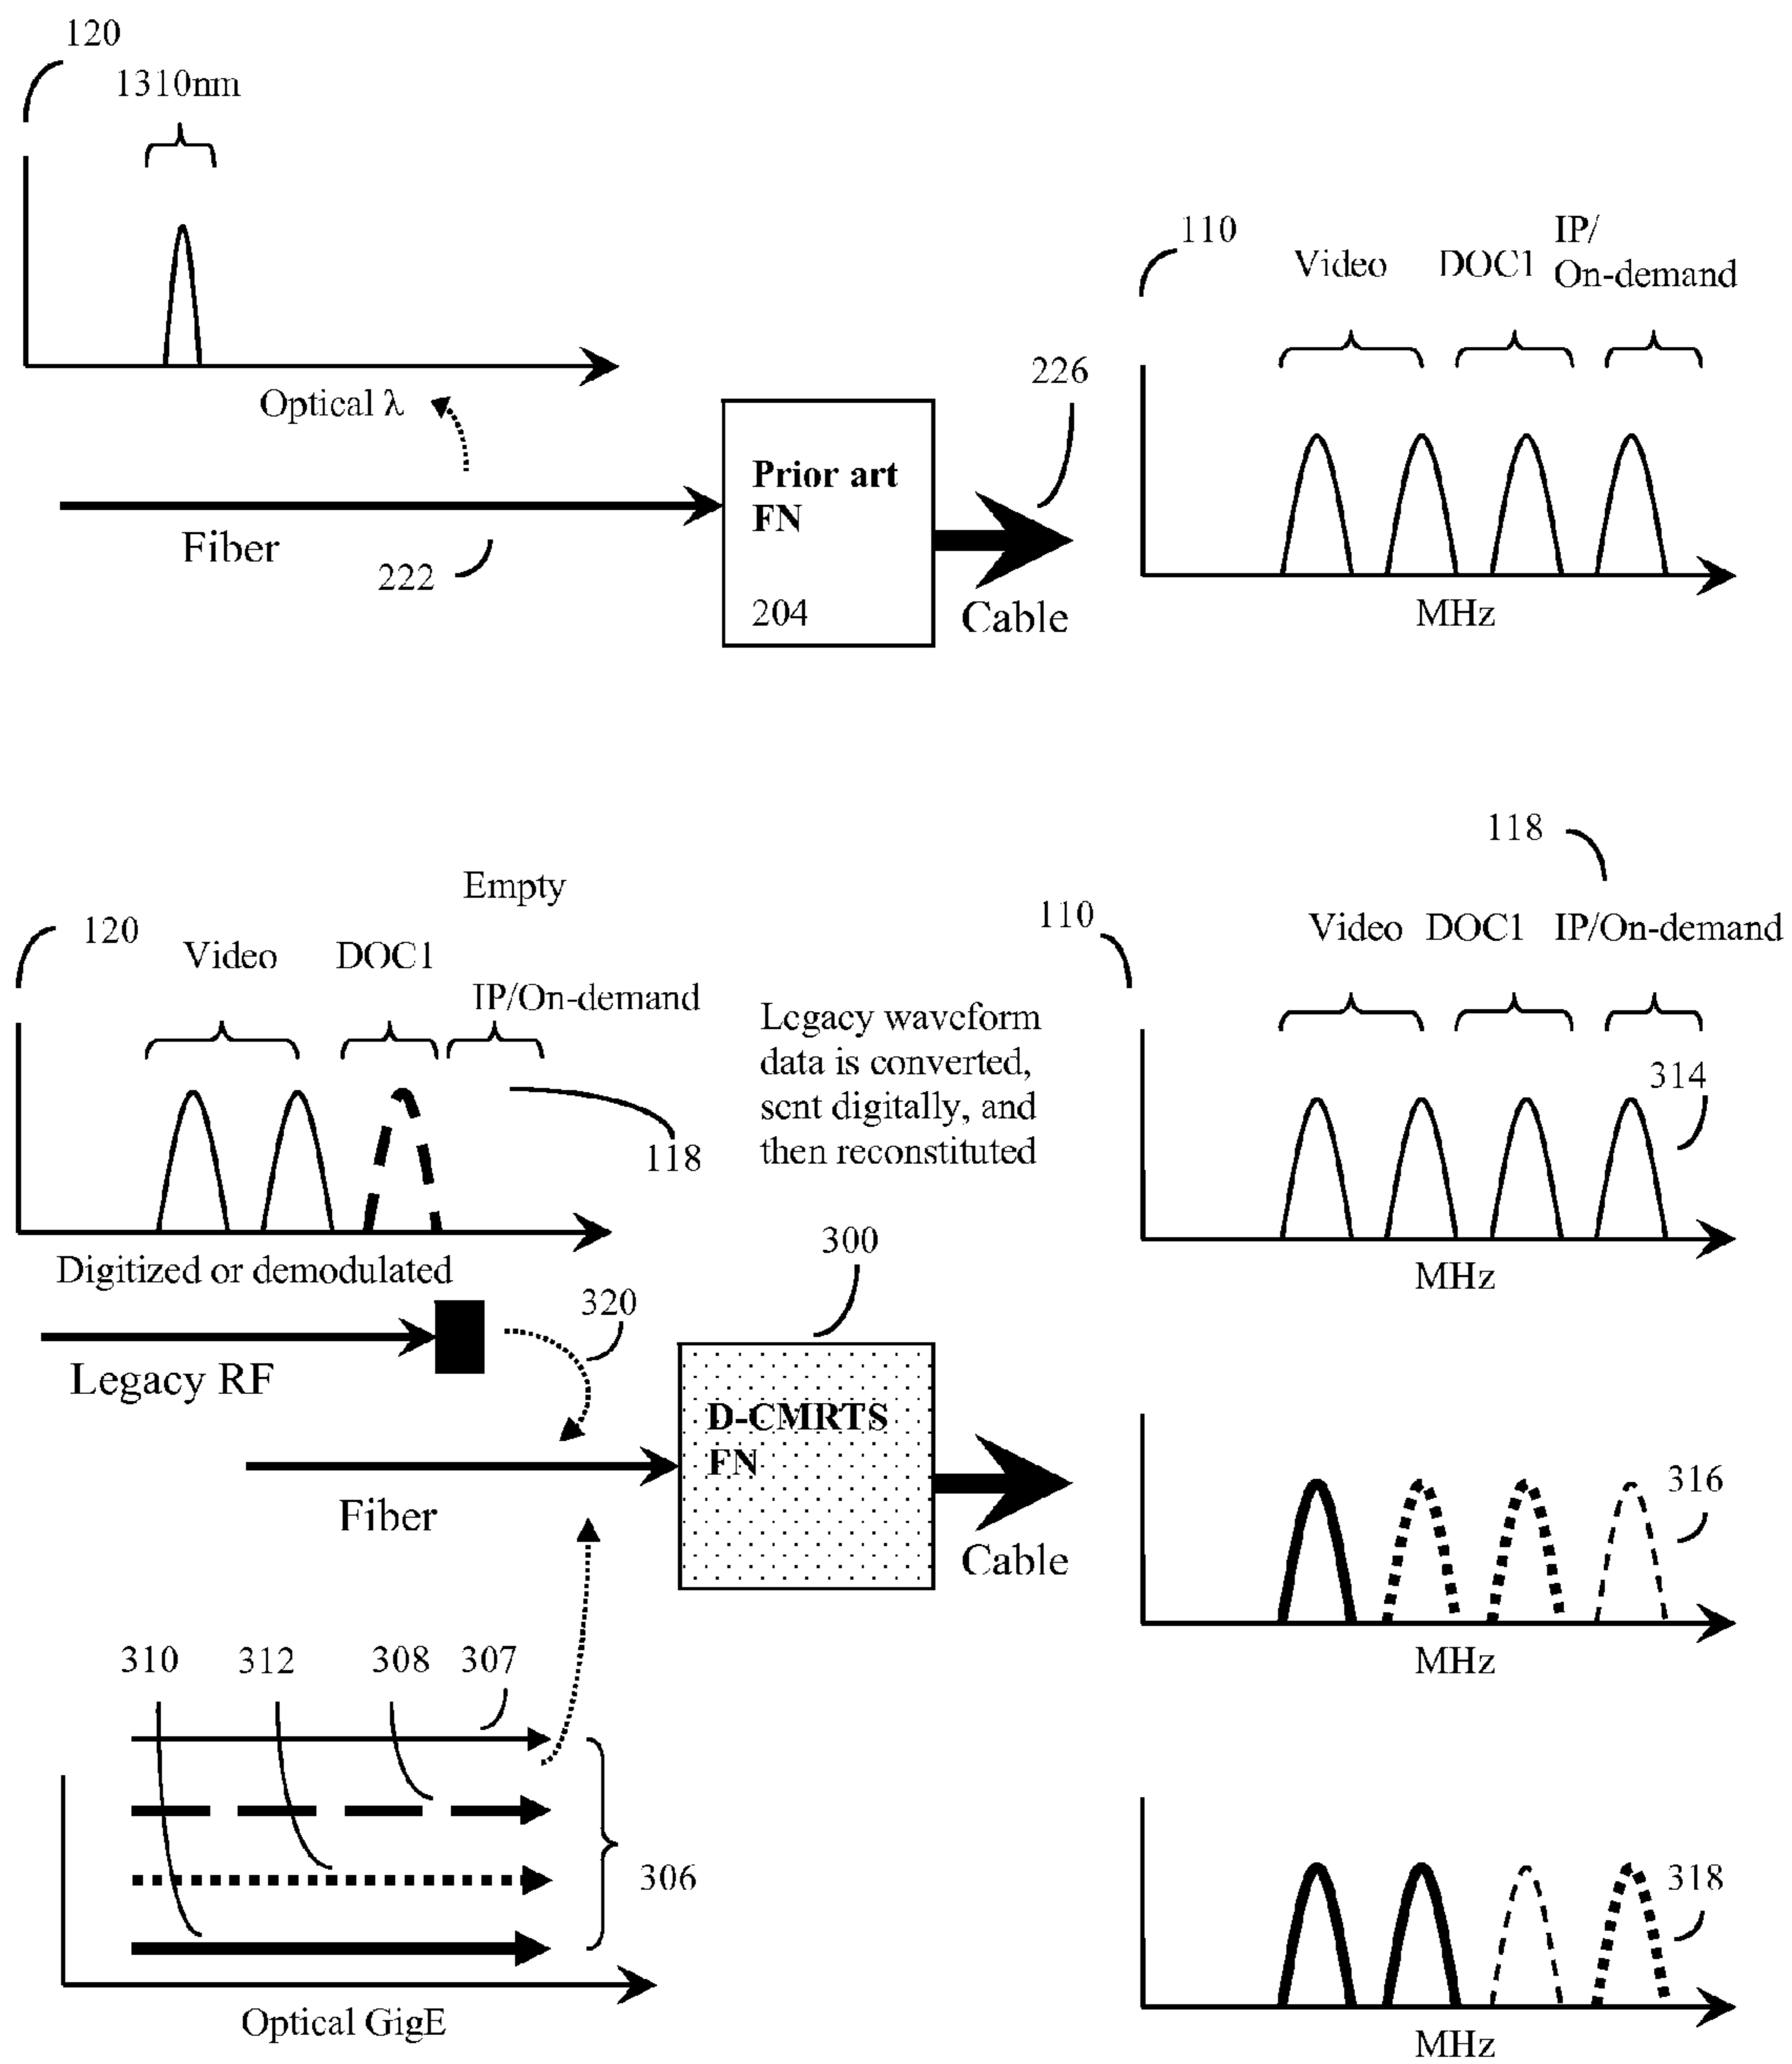 120
1310nm
Optical λ
Fiber
222
Prior art
FN
204
226
Cable
110
Video
DOC1
IP/
On-demand
MHz
Empty
120
Video
DOC1
IP/On-demand
118
Digitized or demodulated
Legacy RF
320
Legacy waveform
data is converted,
sent digitally, and
then reconstituted
300
D-CMRTS
FN
Fiber
Cable
118
110
Video
DOC1
IP/On-demand
314
MHz
316
MHz
310
312
308
307
306
Optical GigE
318
MHz